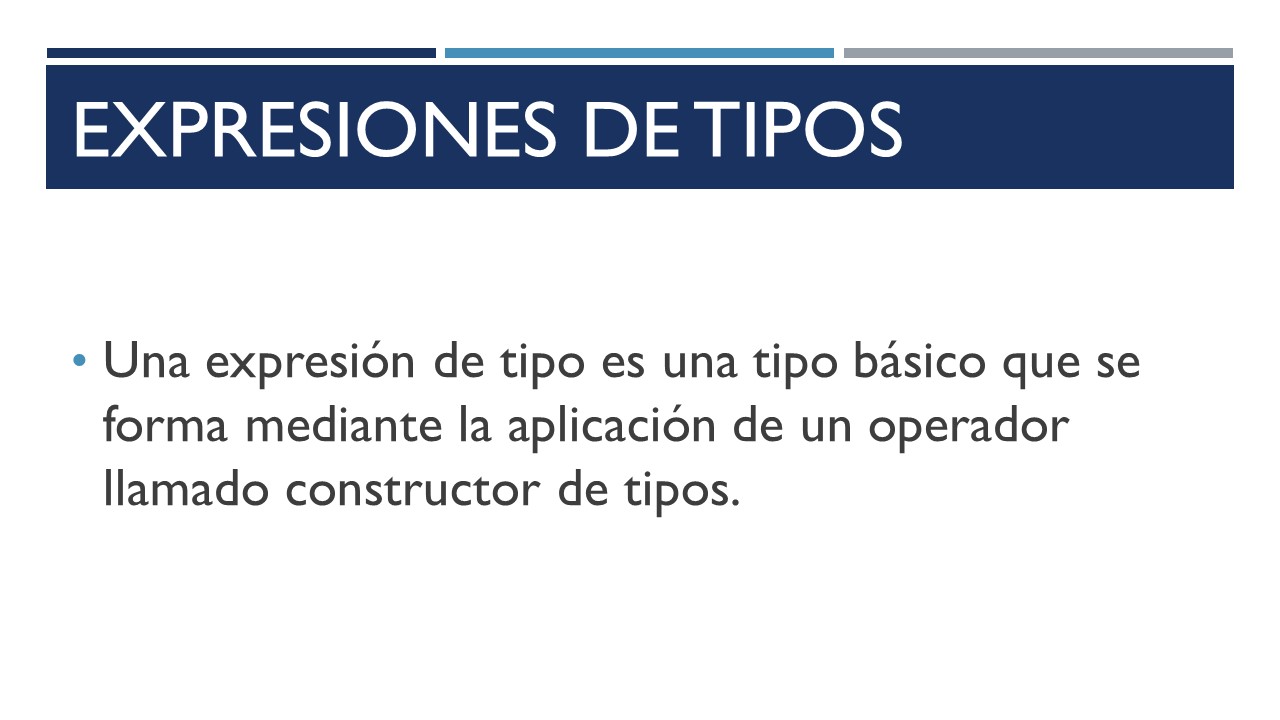 EXPRESIONES DE TIPOS
• Una expresión de tipo es una tipo básico que se
forma mediante la aplicación de un operador
llamado constructor de tipos.